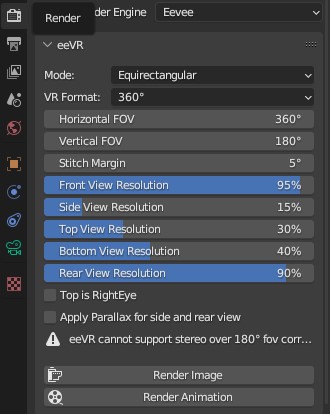 Render
der Engine Eevee
eeVR
Mode: Equirectangular
VR Format: 360°
Horizontal FOV 360°
Vertical FOV 180°
Stitch Margin 5°
Front View Resolution 95%
Side View Resolution 15%
Top View Resolution 30%
Bottom View Resolution 40%
Rear View Resolution 90%
Top is RightEye
Apply Parallax for side and rear view
eeVR cannot support stereo over 180° fov corr...
Render Image
Render Animation